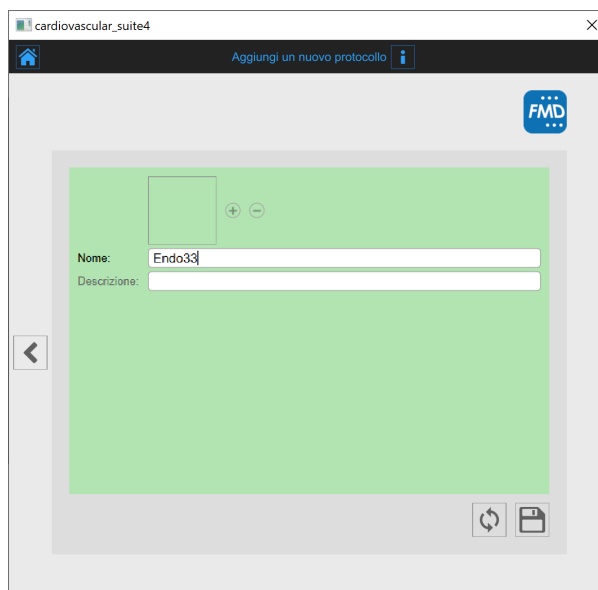 cardiovascular_suite4
Aggiungi un nuovo protocollo i
FMD
Nome: Endo33
Descrizione: